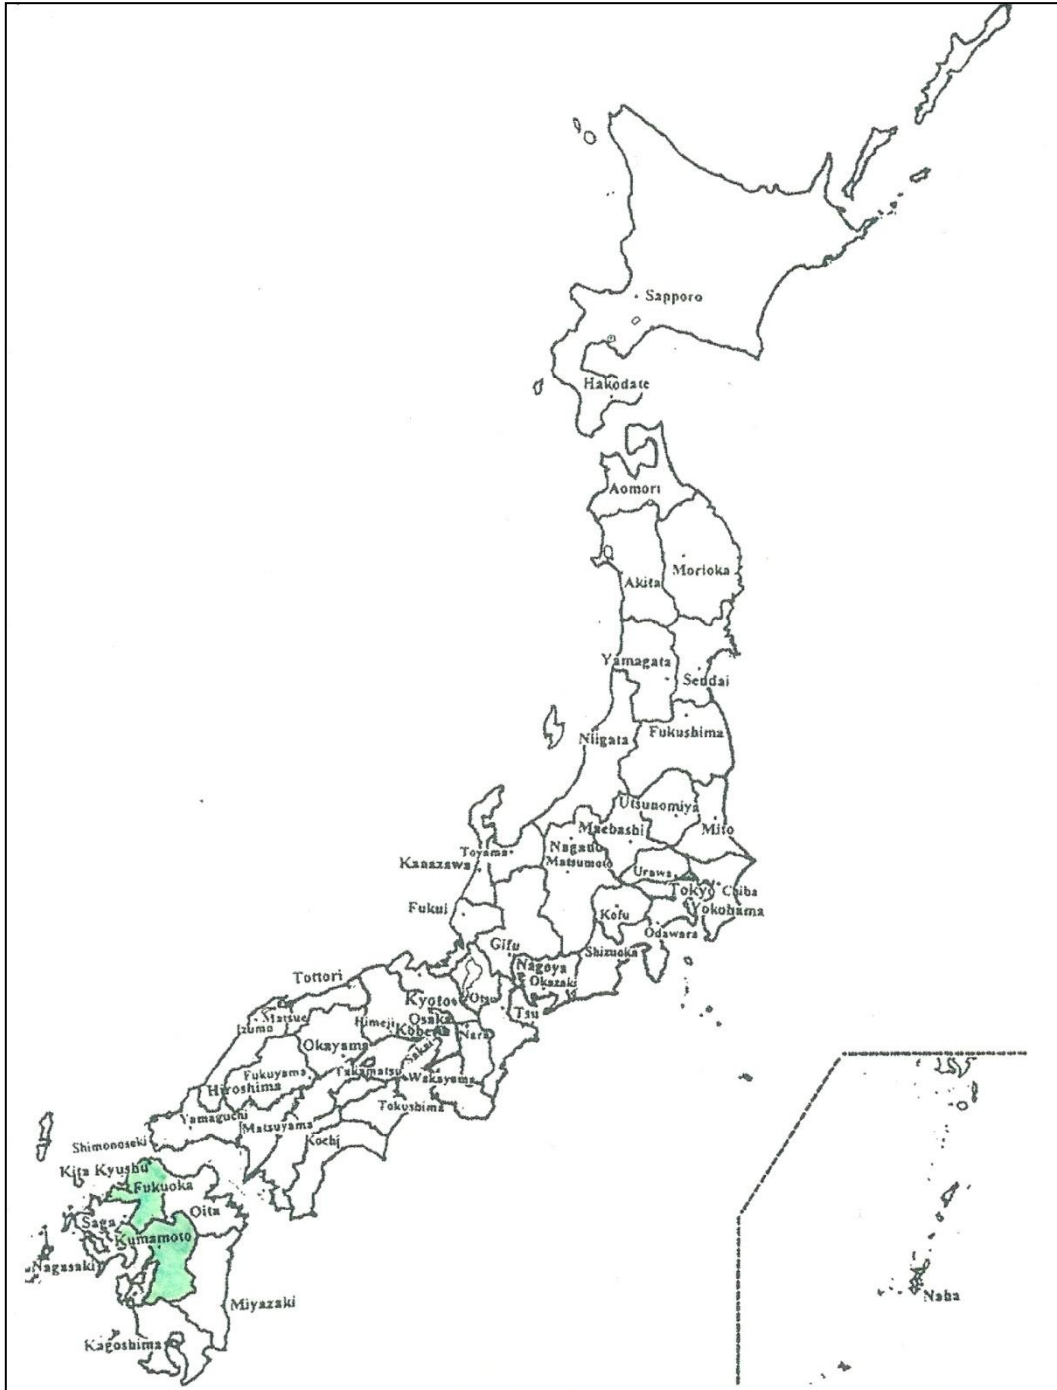 Sapporo
Hakodate
Aomori
Morioka
Akita
Yamagata
Sendai
Fukushima
Niigata
Utsunomiya
Maebashi
Mito
Nagano
Toyama
Matsumoto
Kanazawa
Urawa
Tokyo
Chiba
Yokohama
Kofu
Fukui
Odawara
Gifu
Shizuoka
Nagoya
Okazaki
Tottori
Kyoto
Otsu
Tsu
Matsue
Izumo
Himeji
Osaka
Kobe
Nara
Okayama
Sakai
Takamatsu
Fukuyama
Wakayama
Hiroshima
Tokushima
Yamaguchi
Matsuyama
Kochi
Shimonoseki
Kita Kyushu
Fukuoka
Oita
Saga
Kumamoto
Nagasaki
Miyazaki
Naha
Kagoshima